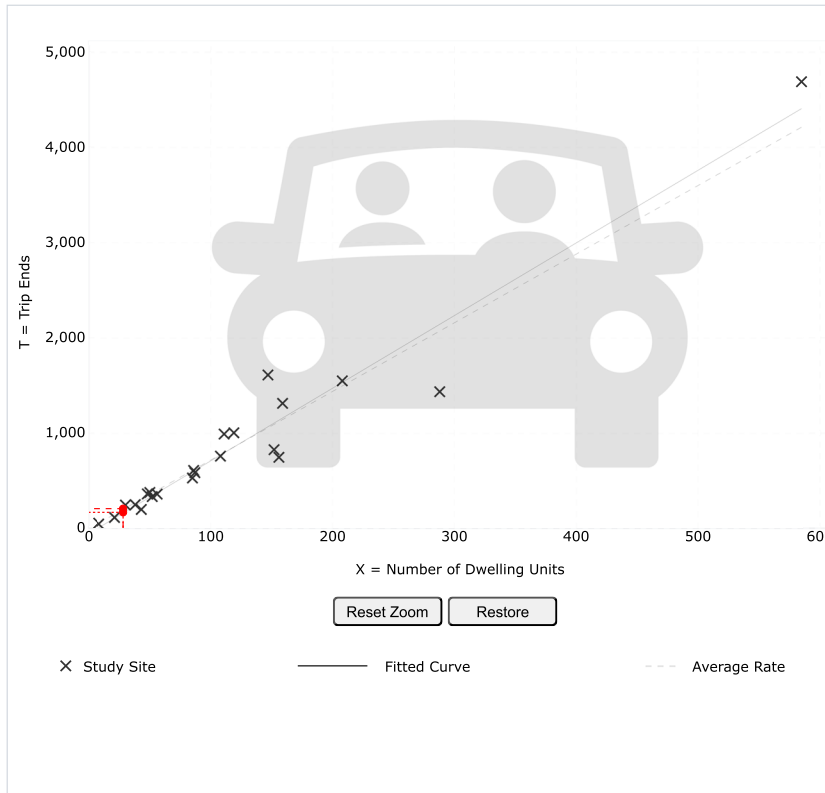 5,000
4,000
3,000
2,000
1,000
0
T = Trip Ends
0 100 200 300 400 500 60
X = Number of Dwelling Units
Reset Zoom Restore
Study Site Fitted Curve Average Rate